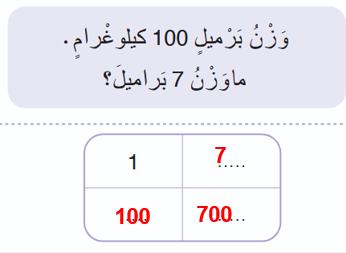 وَزْنُ بَرْميلٍ 100 كيلوغْرامٍ.
ماوَزْنُ 7 بَراميلَ؟
1 7.....
100 700.....